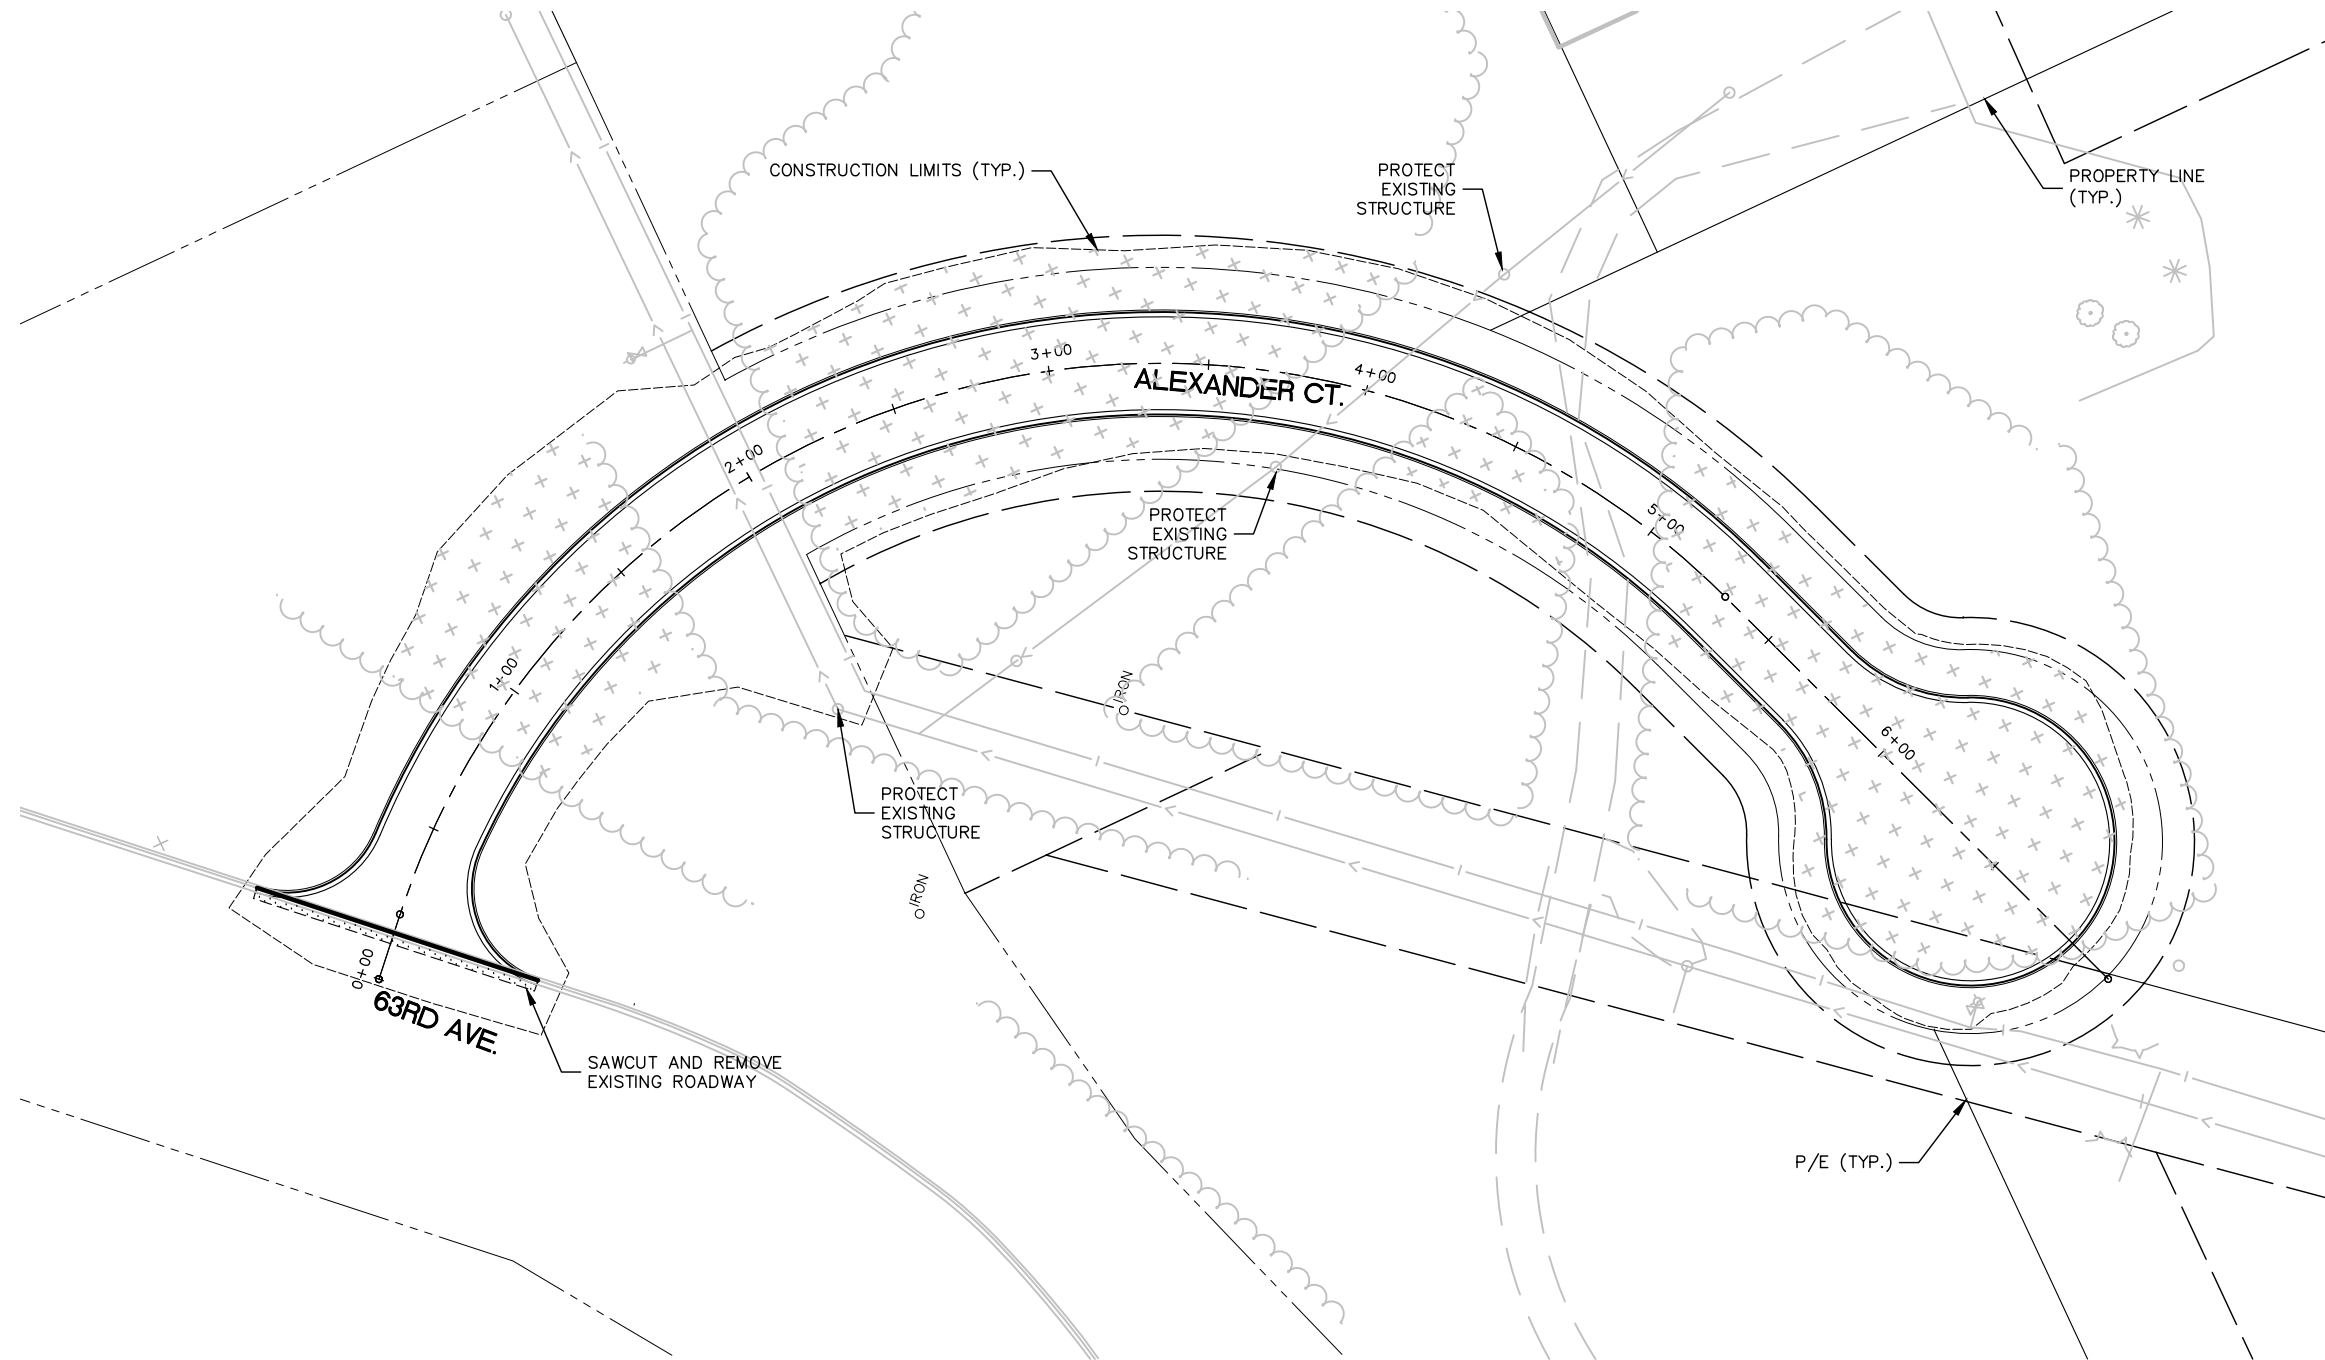 CONSTRUCTION LIMITS (TYP.)
PROTECT
EXISTING
STRUCTURE
PROPERTY LINE
(TYP.)
3+00
4+00
ALEXANDER CT.
2+00
5+00
PROTECT
EXISTING
STRUCTURE
1+00
IRON
6+00
PROTECT
EXISTING
STRUCTURE
IRON
0+00
63RD AVE.
SAWCUT AND REMOVE
EXISTING ROADWAY
P/E (TYP.)